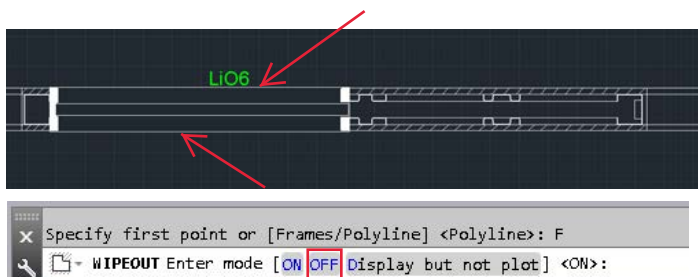 LiO6
Specify first point or [Frames/Polyline] <Polyline>: F
WIPEOUT Enter mode [ON OFF Display but not plot] <ON>: